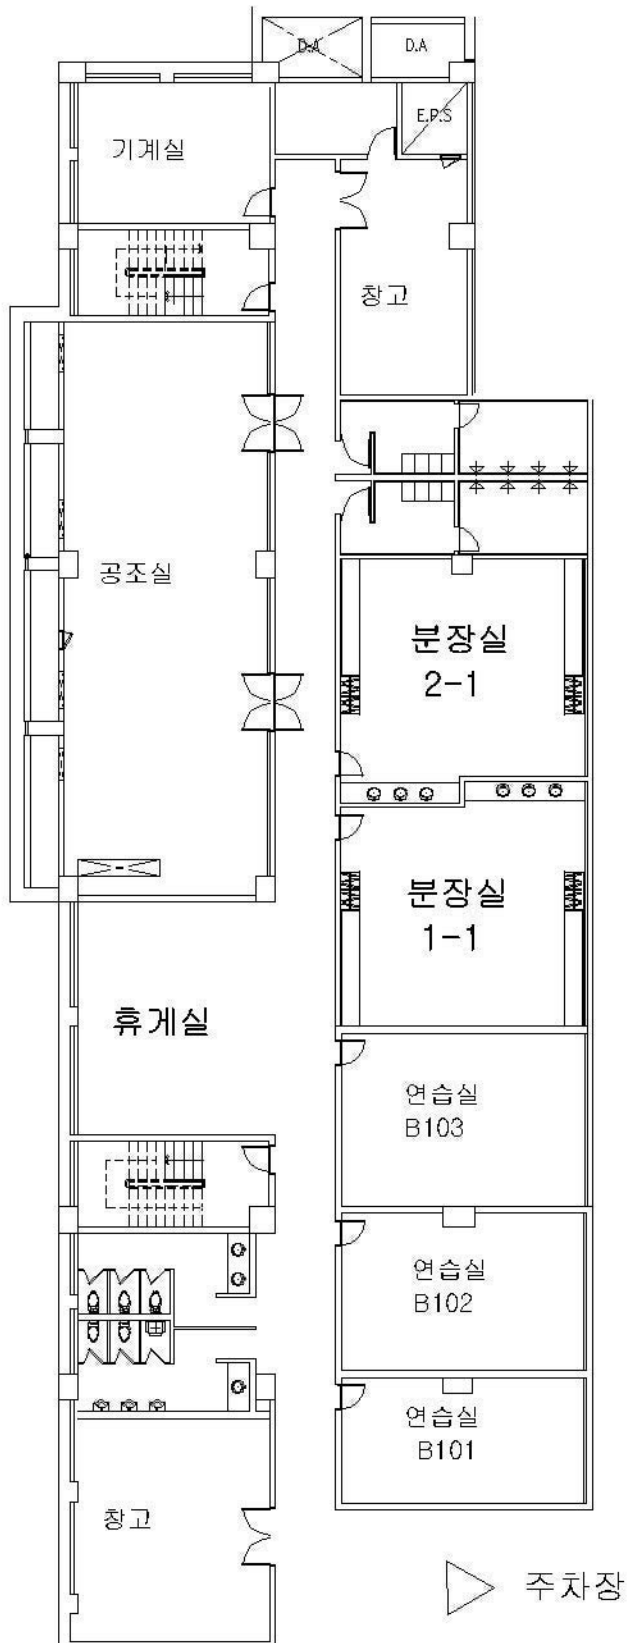 D.A
D.A
E.P.S
기계실
창고
공조실
분장실
2-1
분장실
1-1
휴게실
연습실
B103
연습실
B102
연습실
B101
창고
주차장